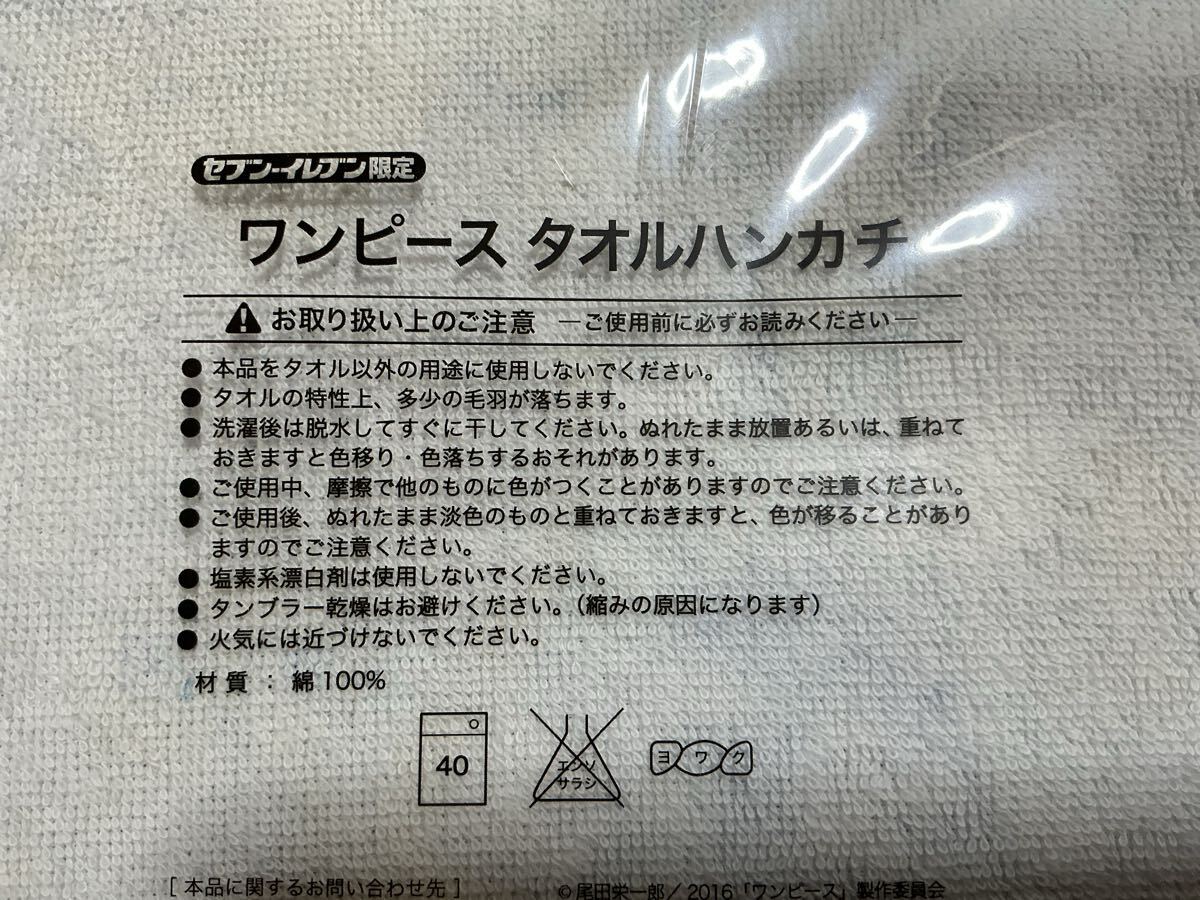 セブン-イレブン限定
ワンピース タオルハンカチ
お取り扱い上のご注意 ―ご使用前に必ずお読みください―
● 本品をタオル以外の用途に使用しないでください。
● タオルの特性上、多少の毛羽が落ちます。
● 洗濯後は脱水してすぐに干してください。ぬれたまま放置あるいは、重ねて
おきますと色移り・色落ちするおそれがあります。
● ご使用中、摩擦で他のものに色がつくことがありますのでご注意ください。
● ご使用後、ぬれたまま淡色のものと重ねておきますと、色が移ることがあり
ますのでご注意ください。
● 塩素系漂白剤は使用しないでください。
● タンブラー乾燥はお避けください。（縮みの原因になります）
● 火気には近づけないでください。
材質：綿100%
40
エンソ
サラシ
ヨワク
[ 本品に関するお問い合わせ先 ]
© 尾田栄一郎／2016「ワンピース」製作委員会